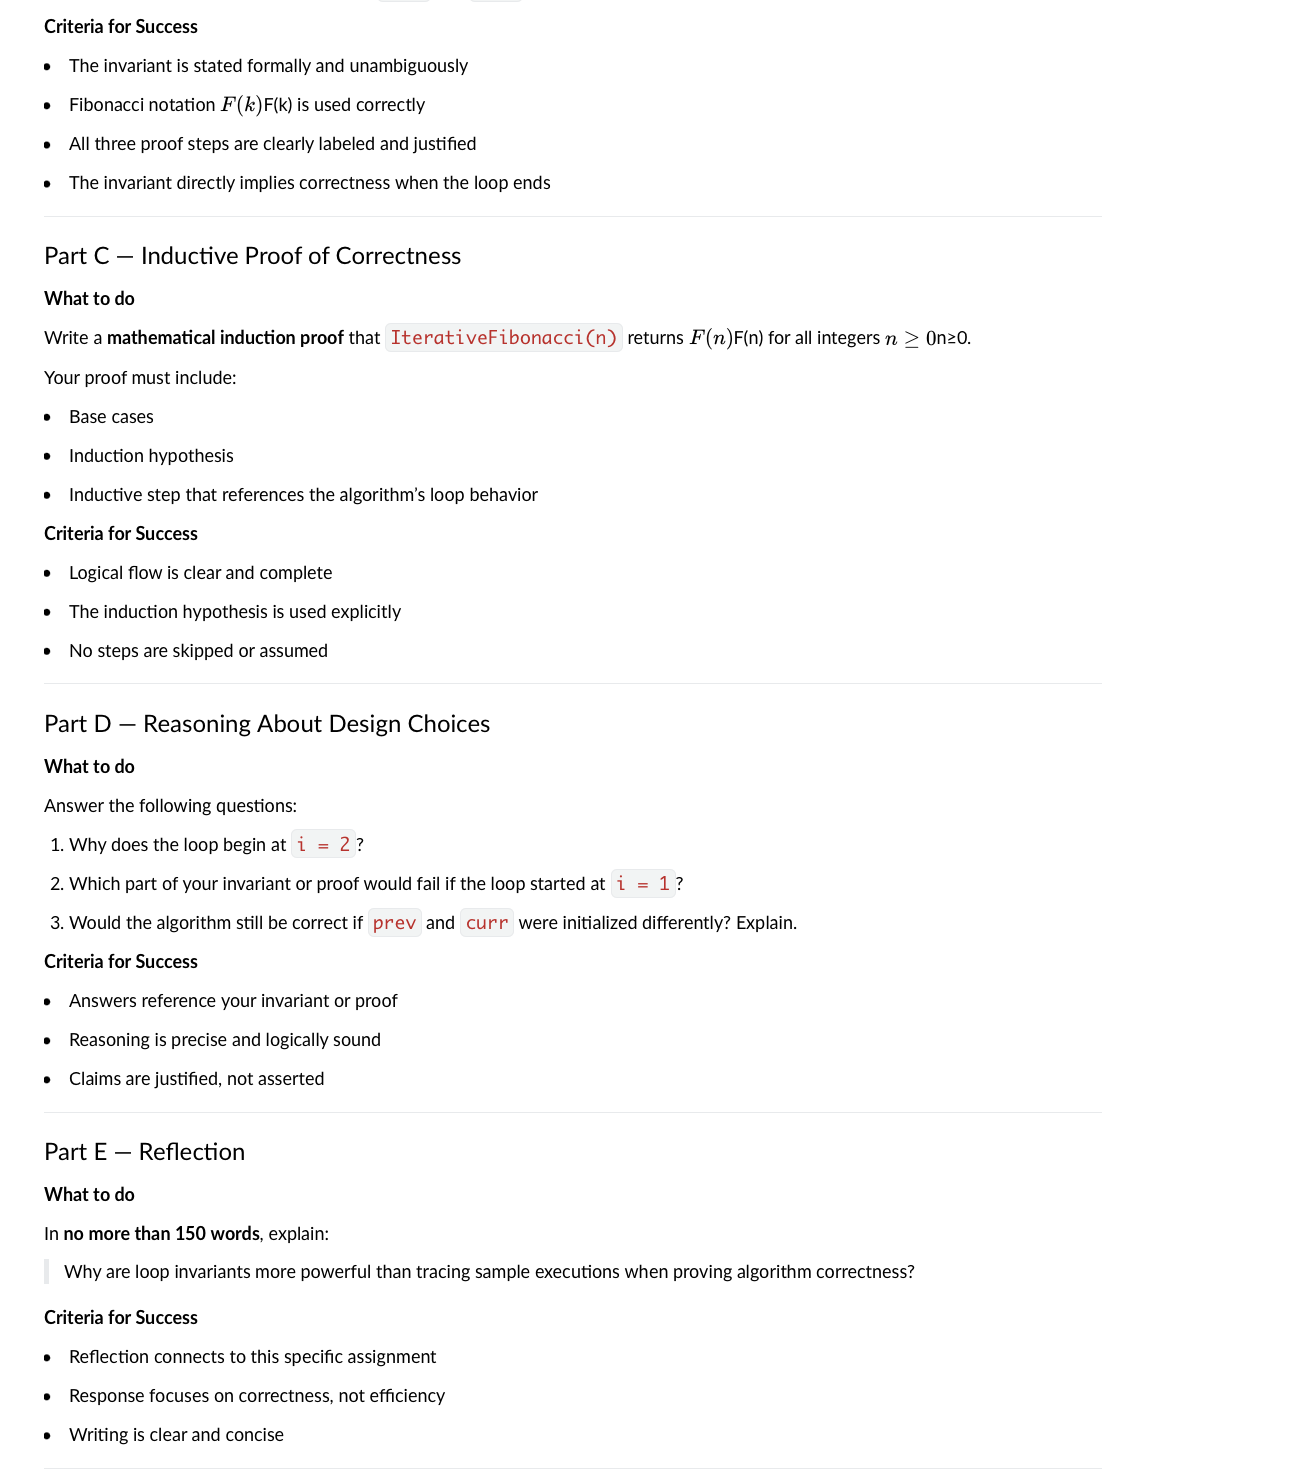 Criteria for Success
• The invariant is stated formally and unambiguously
• Fibonacci notation F(k)F(k) is used correctly
• All three proof steps are clearly labeled and justified
• The invariant directly implies correctness when the loop ends
Part C — Inductive Proof of Correctness
What to do
Write a mathematical induction proof that IterativeFibonacci(n) returns F(n)F(n) for all integers n ≥ 0n≥0.
Your proof must include:
• Base cases
• Induction hypothesis
• Inductive step that references the algorithm’s loop behavior
Criteria for Success
• Logical flow is clear and complete
• The induction hypothesis is used explicitly
• No steps are skipped or assumed
Part D — Reasoning About Design Choices
What to do
Answer the following questions:
1. Why does the loop begin at i = 2?
2. Which part of your invariant or proof would fail if the loop started at i = 1?
3. Would the algorithm still be correct if prev and curr were initialized differently? Explain.
Criteria for Success
• Answers reference your invariant or proof
• Reasoning is precise and logically sound
• Claims are justified, not asserted
Part E — Reflection
What to do
In no more than 150 words, explain:
Why are loop invariants more powerful than tracing sample executions when proving algorithm correctness?
Criteria for Success
• Reflection connects to this specific assignment
• Response focuses on correctness, not efficiency
• Writing is clear and concise